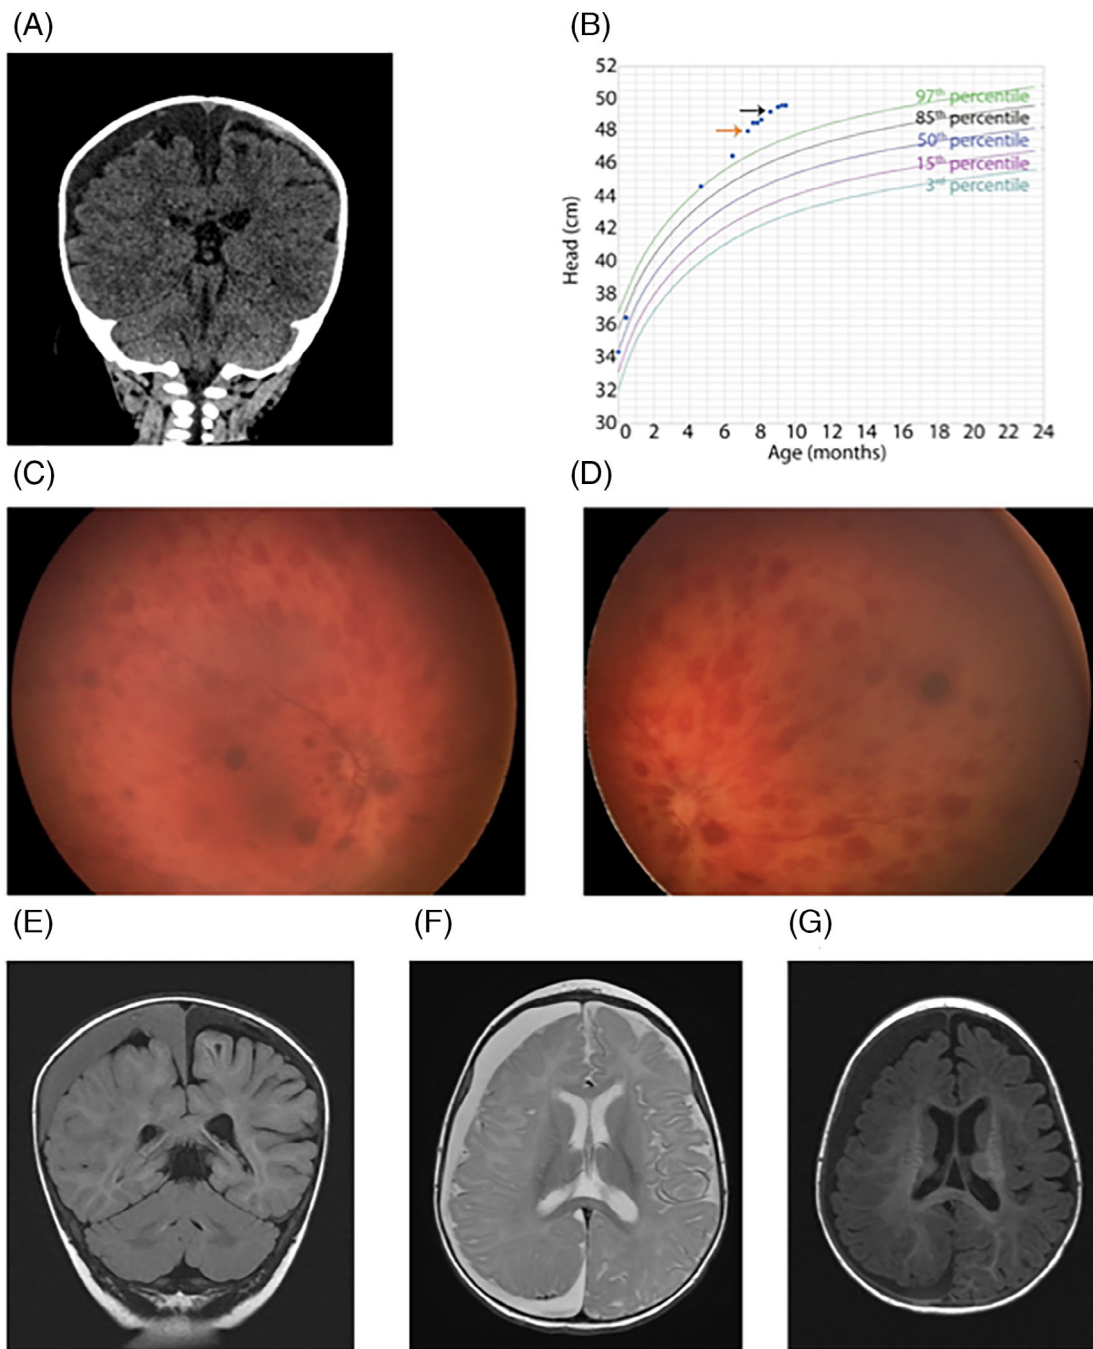 (A)
(B)
52
50
48
46
44
42
40
38
36
34
32
30
Head (cm)
97th percentile
85th percentile
50th percentile
15th percentile
3rd percentile
0 2 4 6 8 10 12 14 16 18 20 22 24
Age (months)
(C)
(D)
(E)
(F)
(G)